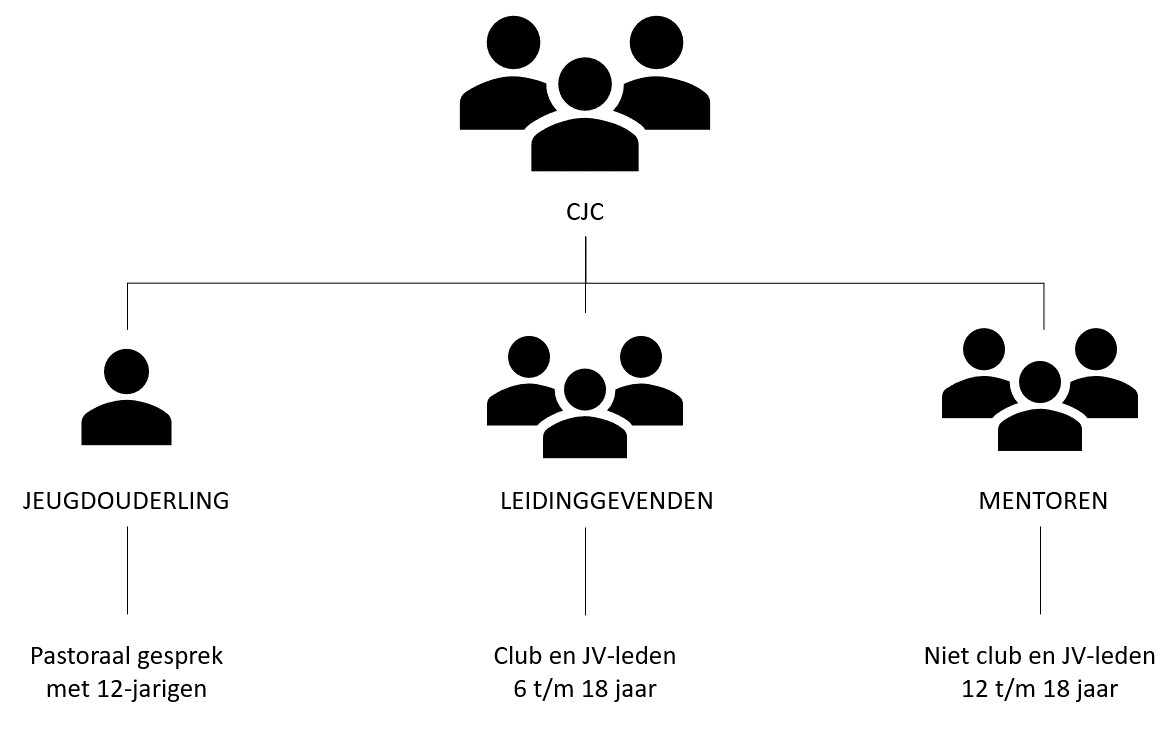 CJC
JEUGDOUDERLING
LEIDINGGEVENDEN
MENTOREN
Pastoraal gesprek
met 12-jarigen
Club en JV-leden
6 t/m 18 jaar
Niet club en JV-leden
12 t/m 18 jaar